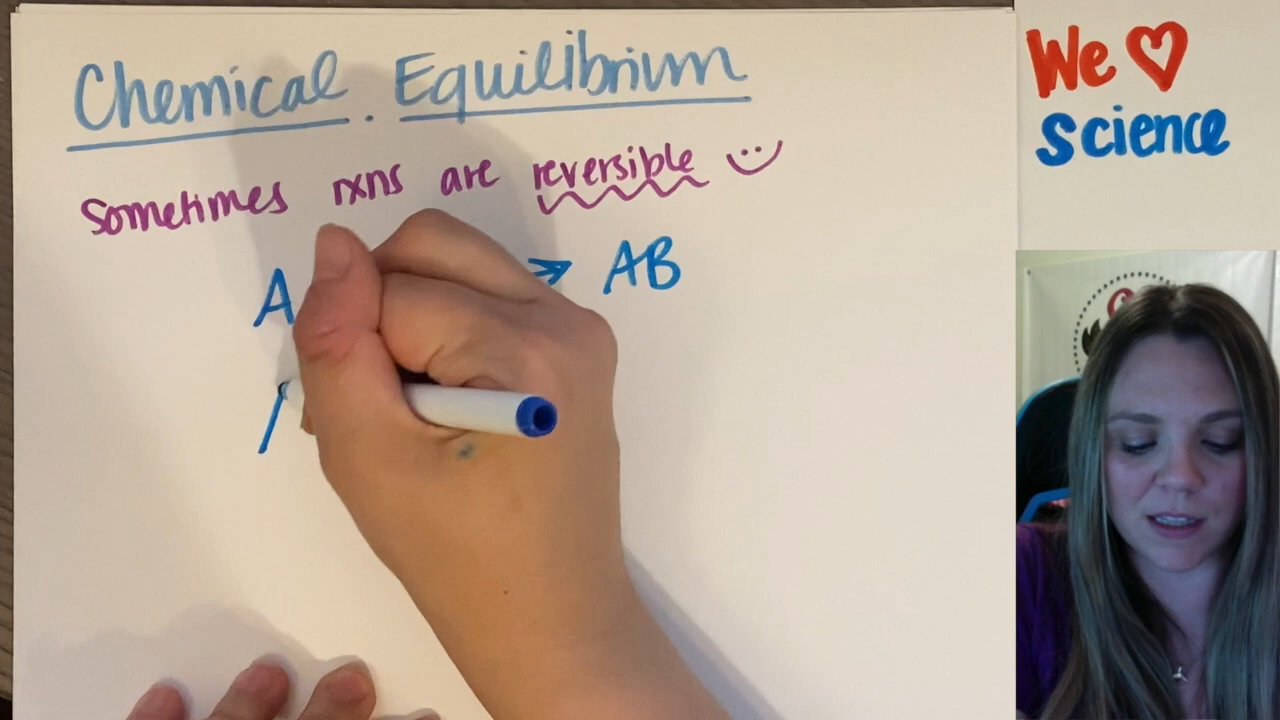 Chemical Equilibrium
Sometimes rxns are reversible
A → AB
We ♡
science